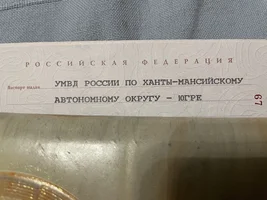 РОССИЙСКАЯ ФЕДЕРАЦИЯ
Паспорт выдан УМВД РОССИИ ПО ХАНТЫ-МАНСИЙСКОМУ
АВТОНОМНОМУ ОКРУГУ - ЮГРЕ
67